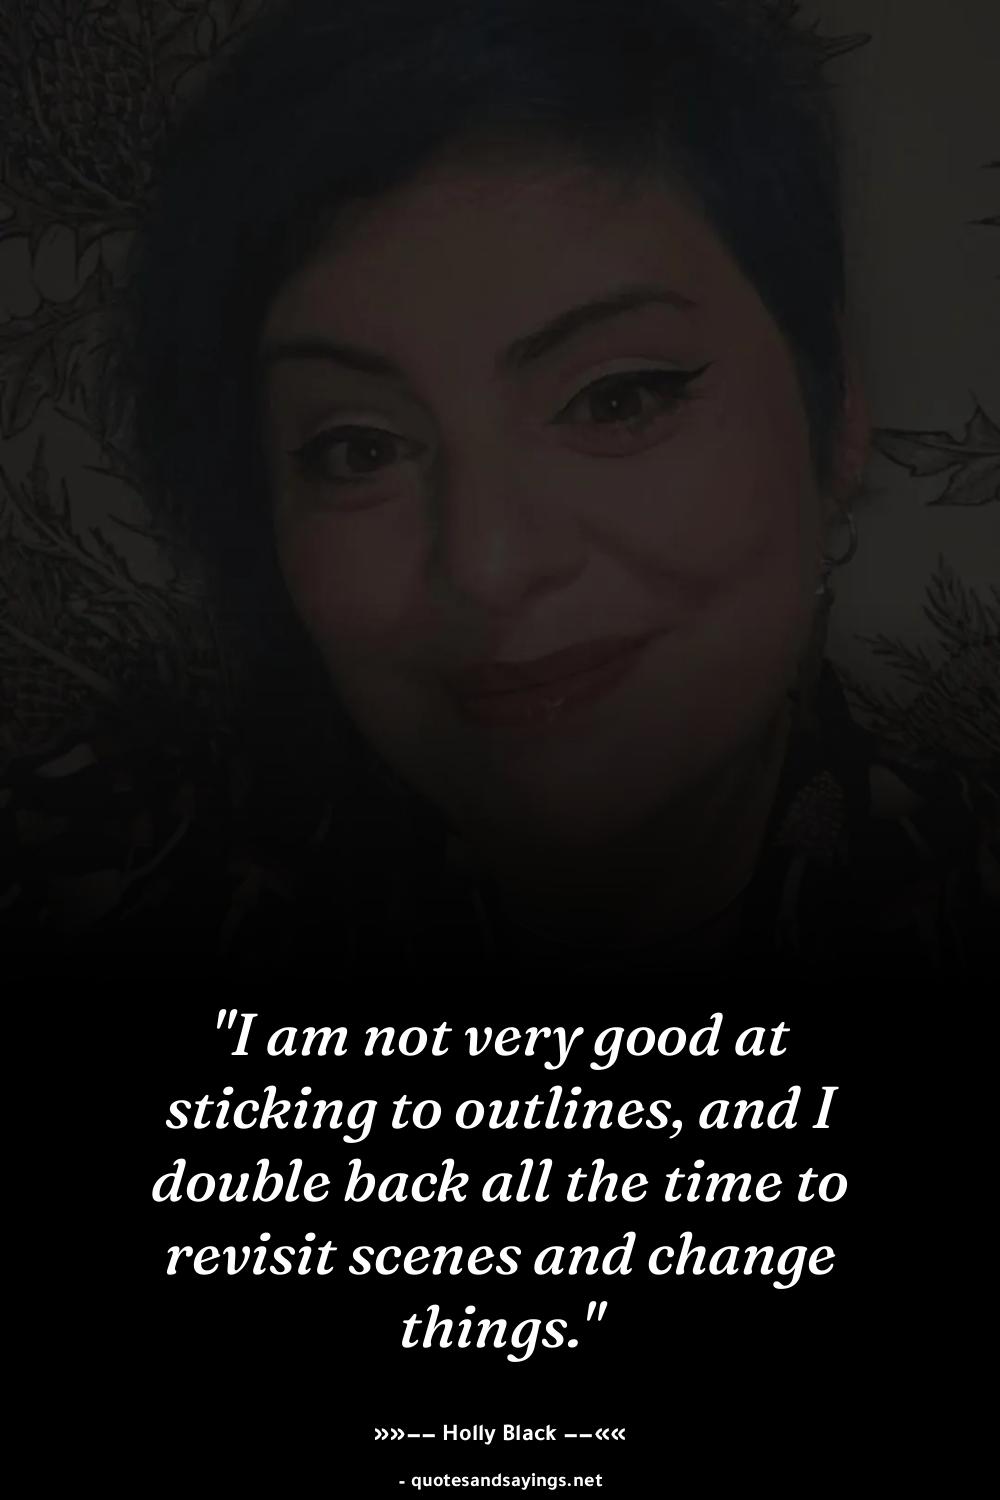 "I am not very good at
sticking to outlines, and I
double back all the time to
revisit scenes and change
things."
»»—— Holly Black ——««
- quotesandsayings.net